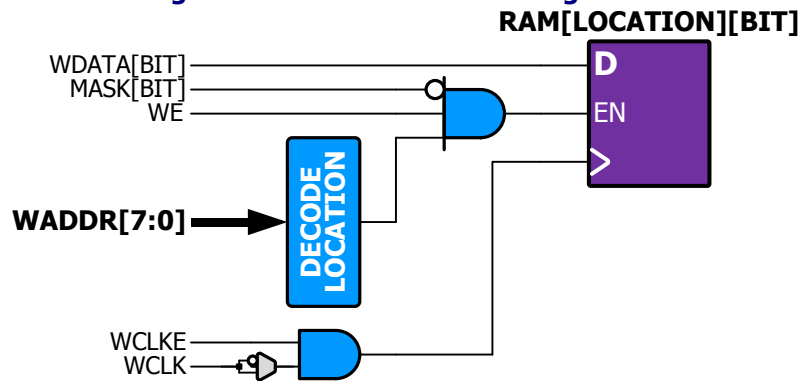 RAM[LOCATION][BIT]
WDATA[BIT]
MASK[BIT]
WE
D
EN
DECODE
LOCATION
WADDR[7:0]
WCLKE
WCLK